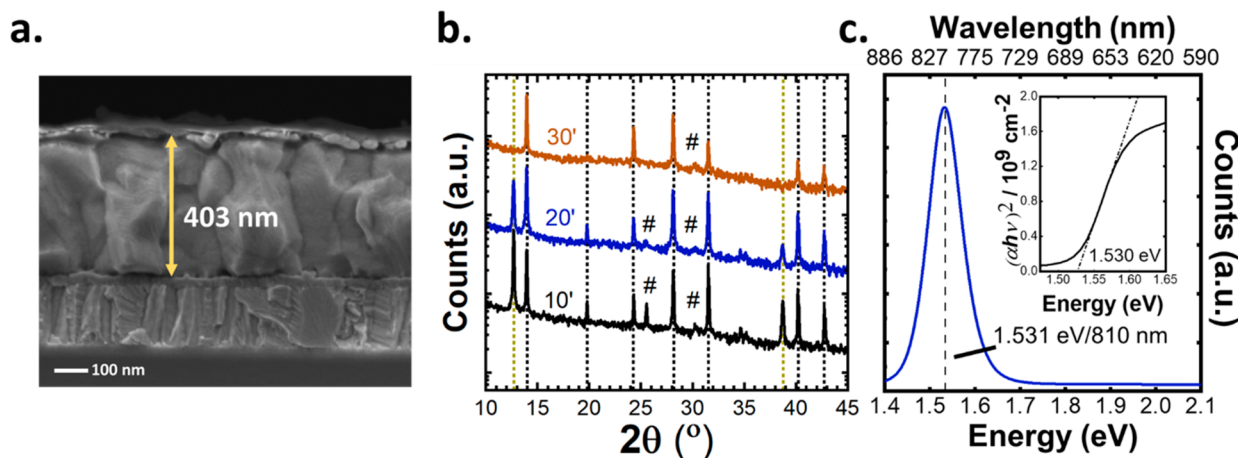 a.
403 nm
100 nm
b.
Counts (a.u.)
30'
#
20'
#
#
10'
#
#
10 15 20 25 30 35 40 45
2θ (º)
c.
Wavelength (nm)
886 827 775 729 689 653 620 590
(αhν)² / 10⁹ cm-2
2.4
1.8
1.2
0.6
0.0
1.530 eV
1.50 1.55 1.60 1.65
Energy (eV)
Counts (a.u.)
1.531 eV/810 nm
1.4 1.5 1.6 1.7 1.8 1.9 2.0 2.1
Energy (eV)